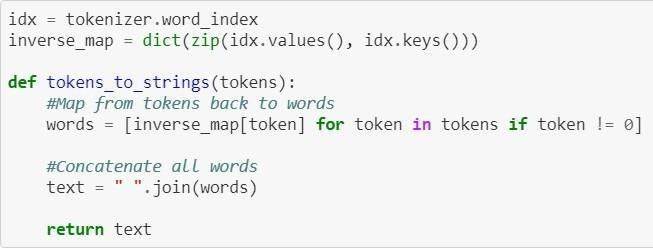 idx = tokenizer.word_index
inverse_map = dict(zip(idx.values(), idx.keys()))

def tokens_to_strings(tokens):
    #Map from tokens back to words
    words = [inverse_map[token] for token in tokens if token != 0]

    #Concatenate all words
    text = " ".join(words)

    return text